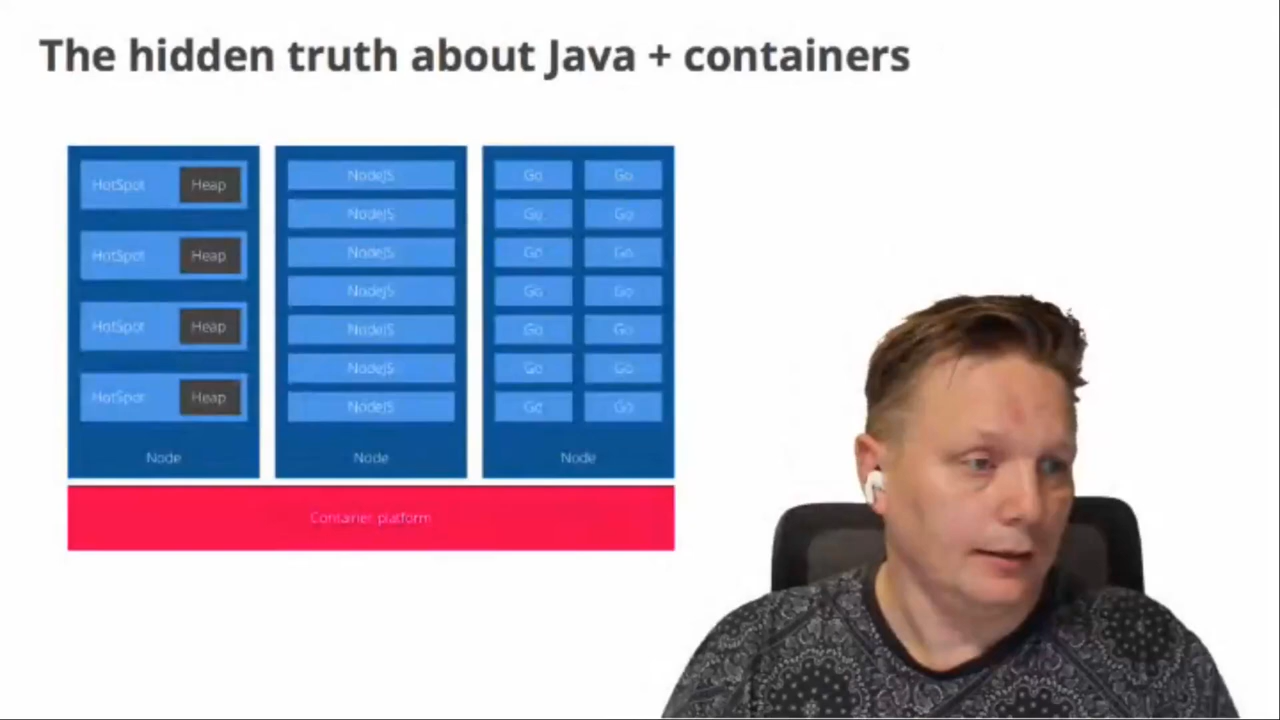 The hidden truth about Java + containers
HotSpot Heap
HotSpot Heap
HotSpot Heap
HotSpot Heap
Node
NodeJS
NodeJS
NodeJS
NodeJS
NodeJS
NodeJS
NodeJS
Node
Go Go
Go Go
Go Go
Go Go
Go Go
Go Go
Go Go
Node
Container platform